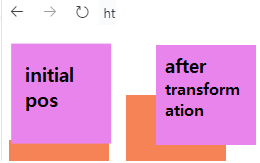 ht
initial
pos
after
transform
ation